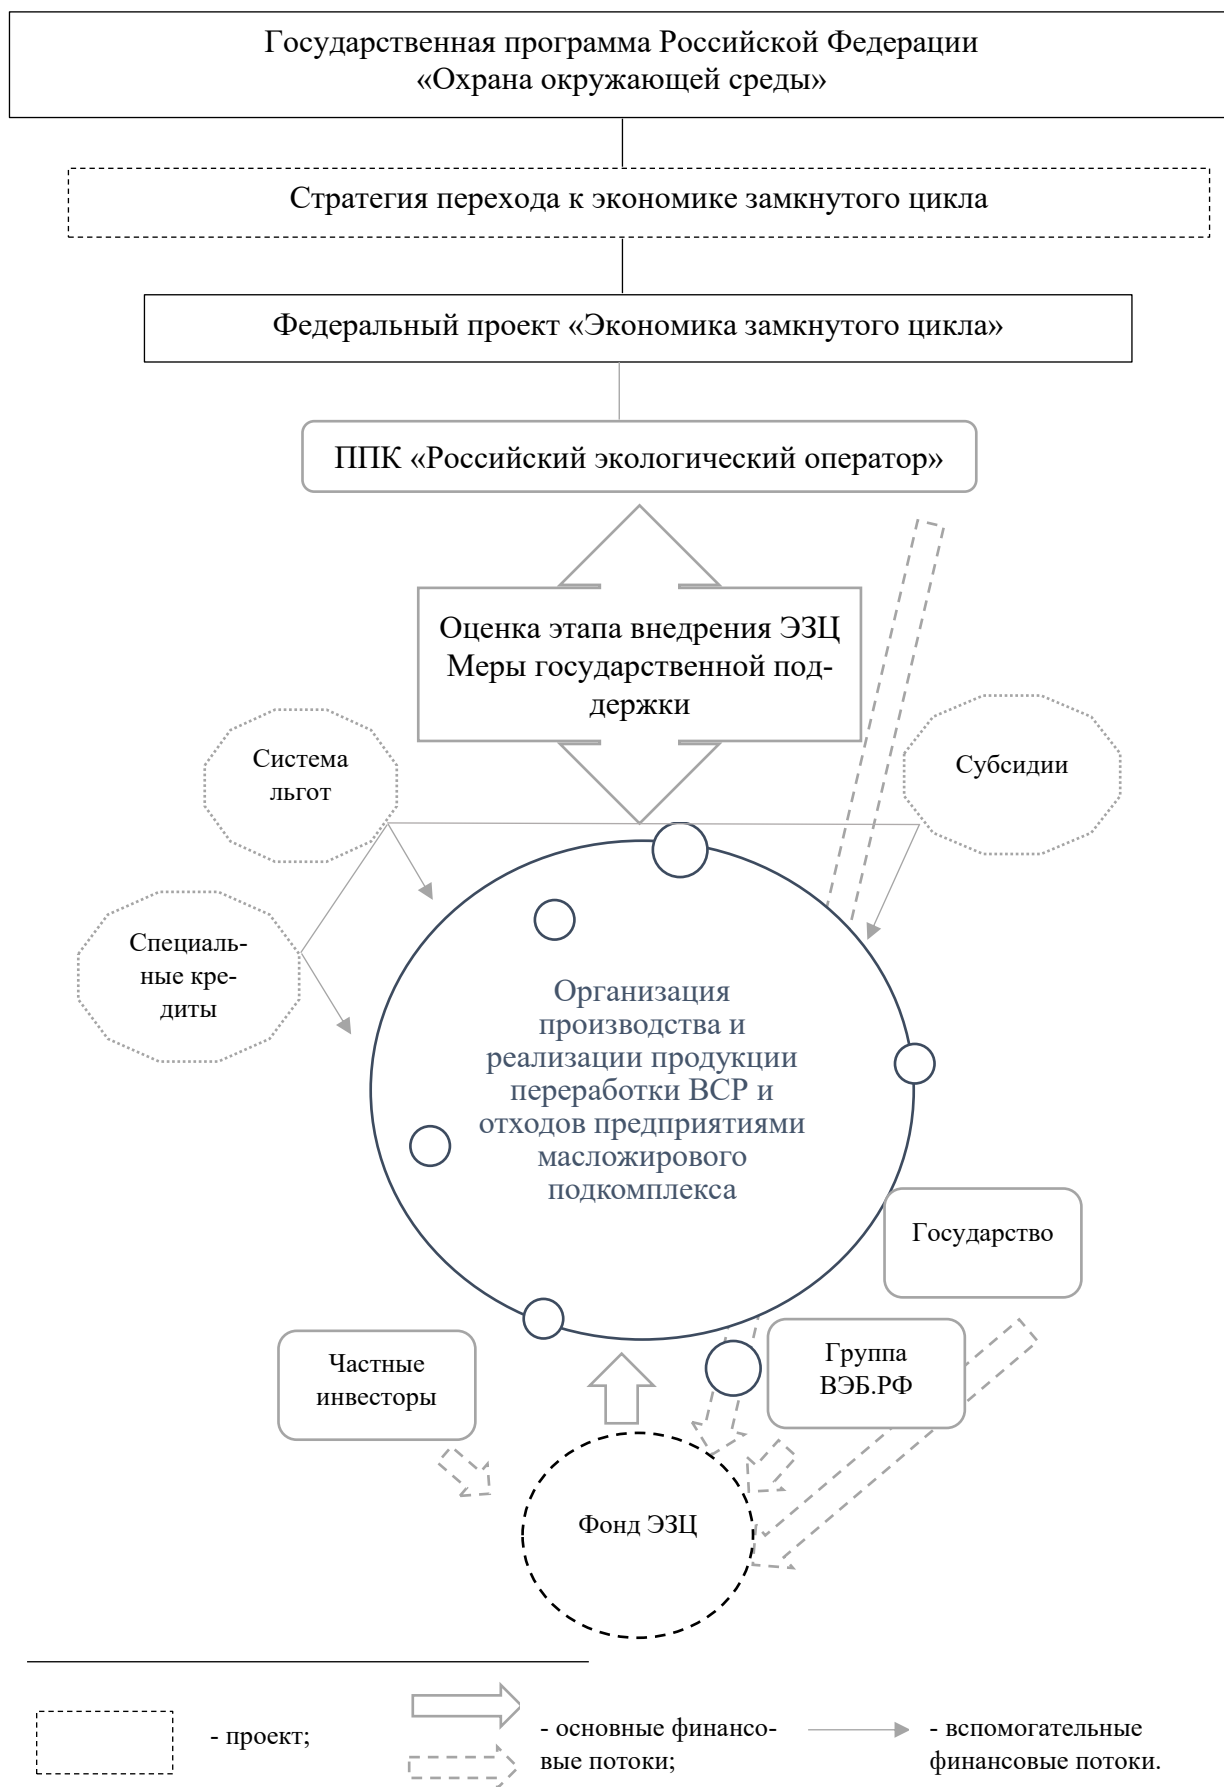 Государственная программа Российской Федерации
«Охрана окружающей среды»
Стратегия перехода к экономике замкнутого цикла
Федеральный проект «Экономика замкнутого цикла»
ППК «Российский экологический оператор»
Оценка этапа внедрения ЭЗЦ
Меры государственной под-
держки
Система
льгот
Субсидии
Специаль-
ные кре-
диты
Организация
производства и
реализации продукции
переработки ВСР и
отходов предприятиями
масложирового
подкомплекса
Государство
Частные
инвесторы
Группа
ВЭБ.РФ
Фонд ЭЗЦ
- проект;
- основные финансо-
вые потоки;
- вспомогательные
финансовые потоки.